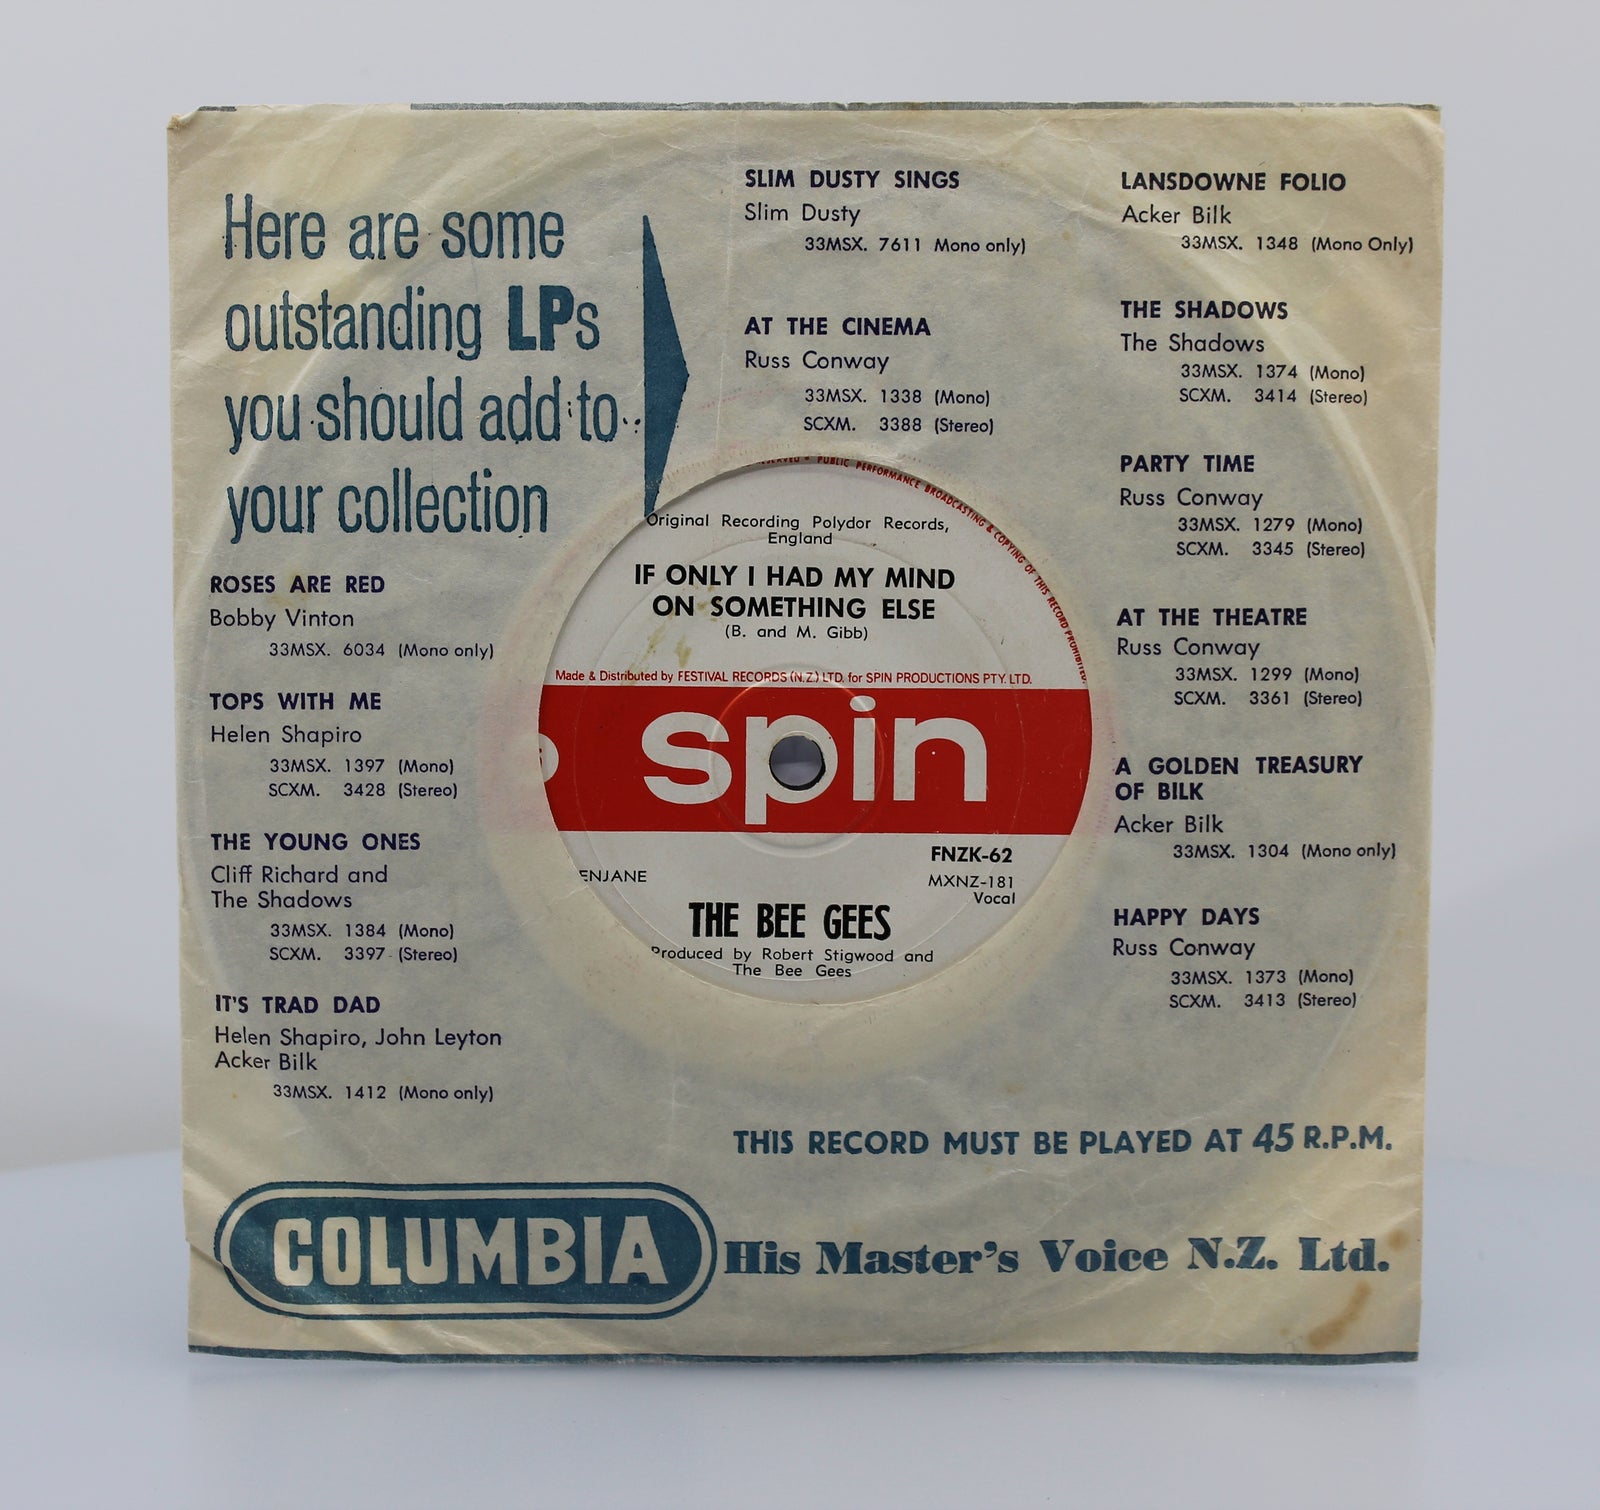 Here are some
outstanding LPs
you should add to
your collection
ROSES ARE RED
Bobby Vinton
33MSX. 6034 (Mono only)
TOPS WITH ME
Helen Shapiro
33MSX. 1397 (Mono)
SCXM. 3428 (Stereo)
THE YOUNG ONES
Cliff Richard and
The Shadows
33MSX. 1384 (Mono)
SCXM. 3397 (Stereo)
IT'S TRAD DAD
Helen Shapiro, John Leyton
Acker Bilk
33MSX. 1412 (Mono only)
SLIM DUSTY SINGS
Slim Dusty
33MSX. 7611 Mono only)
AT THE CINEMA
Russ Conway
33MSX. 1338 (Mono)
SCXM. 3388 (Stereo)
LANSDOWNE FOLIO
Acker Bilk
33MSX. 1348 (Mono Only)
THE SHADOWS
The Shadows
33MSX. 1374 (Mono)
SCXM. 3414 (Stereo)
PARTY TIME
Russ Conway
33MSX. 1279 (Mono)
SCXM. 3345 (Stereo)
AT THE THEATRE
Russ Conway
33MSX. 1299 (Mono)
SCXM. 3361 (Stereo)
A GOLDEN TREASURY
OF BILK
Acker Bilk
33MSX. 1304 (Mono only)
HAPPY DAYS
Russ Conway
33MSX. 1373 (Mono)
SCXM. 3413 (Stereo)
PUBLIC PERFORMANCE BROADCASTING & COPYING OF THIS RECORD PROHIBITED.
Original Recording Polydor Records,
England
IF ONLY I HAD MY MIND
ON SOMETHING ELSE
(B. and M. Gibb)
Made & Distributed by FESTIVAL RECORDS (N.Z.) LTD. for SPIN PRODUCTIONS PTY. LTD.
spin
FNZK-62
ENJANE
MXNZ-181
Vocal
THE BEE GEES
Produced by Robert Stigwood and
The Bee Gees
THIS RECORD MUST BE PLAYED AT 45 R.P.M.
COLUMBIA
His Master's Voice N.Z. Ltd.